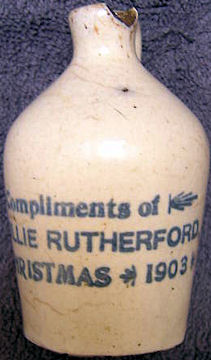 Compliments of
LLIE RUTHERFORD
RISTMAS 1903